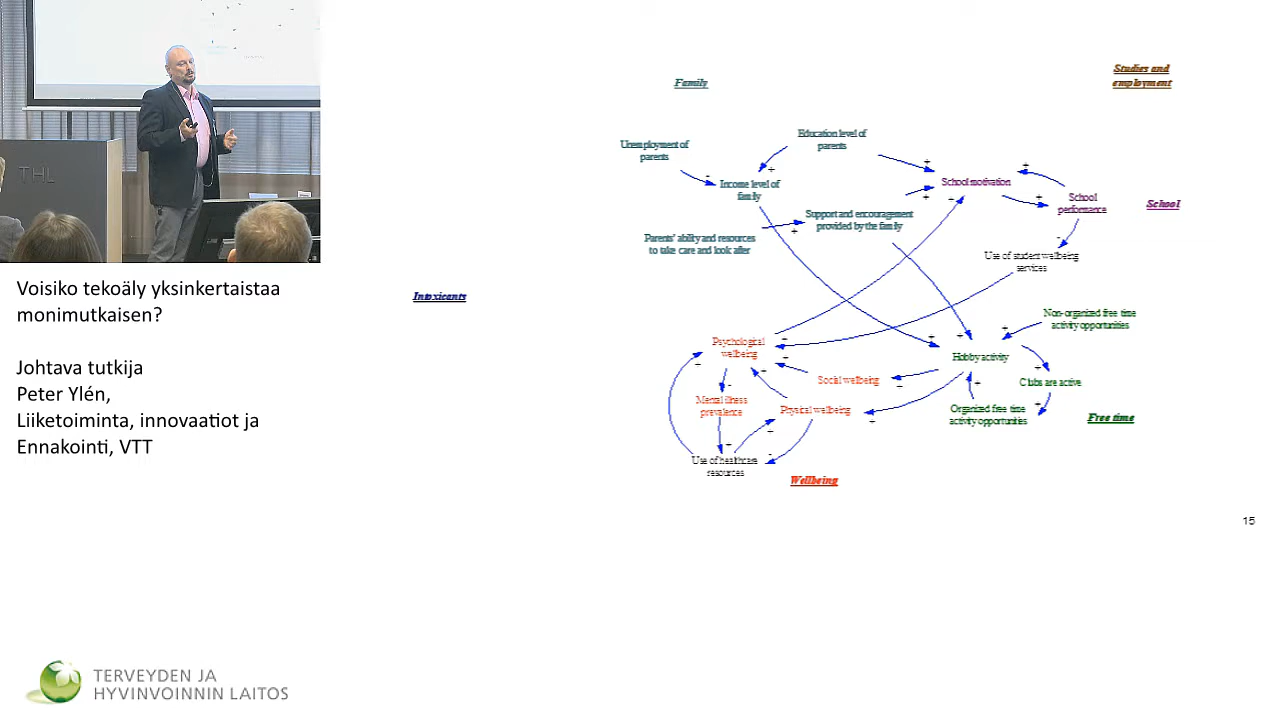 THL
Voisiko tekoäly yksinkertaistaa
monimutkaisen?
Johtava tutkija
Peter Ylén,
Liiketoiminta, innovaatiot ja
Ennakointi, VTT
TERVEYDEN JA
HYVINVOINNIN LAITOS
Family
Studies and
employment
Unemployment of
parents
Education level of
parents
Income level of
family
School motivation
School
performance
School
Support and encouragement
provided by the family
Parents' ability and resources
to take care and look after
Use of student wellbeing
services
Intoxicants
Non-organized free time
activity opportunities
Psychological
wellbeing
Hobby activity
Social wellbeing
Clubs are active
Mental illness
prevalence
Physical wellbeing
Organized free time
activity opportunities
Free time
Use of healthcare
resources
Wellbeing
15